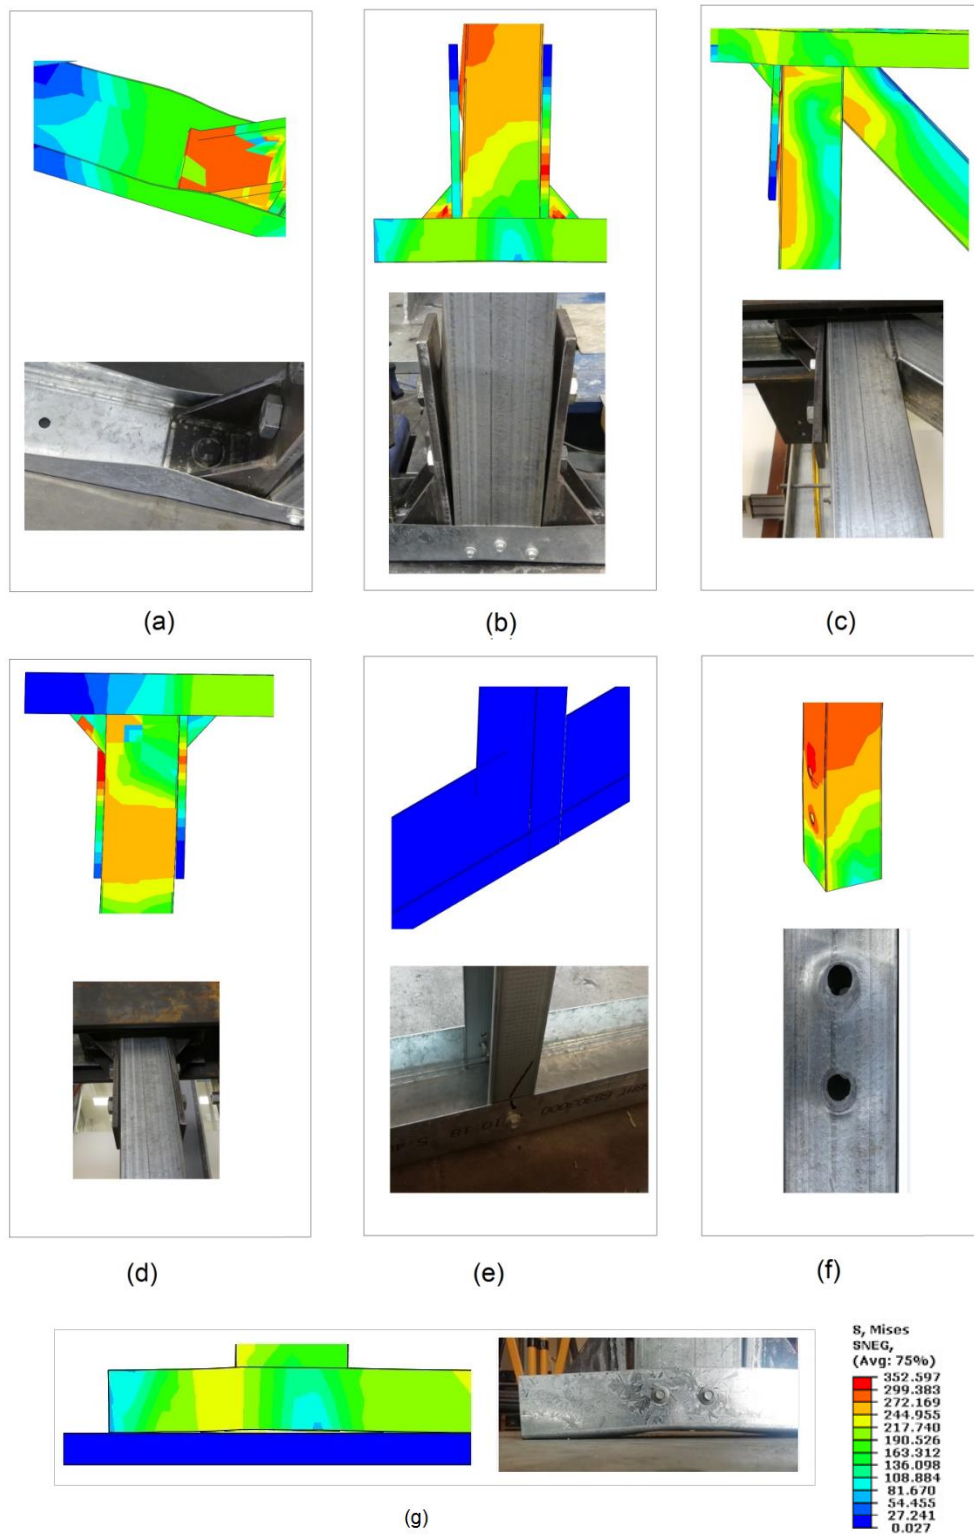 (a)
(b)
(c)
(d)
(e)
(f)
S, Mises
SNEG,
(Avg: 75%)
352.597
299.383
272.169
244.955
217.740
190.526
163.312
136.098
108.884
81.670
54.455
27.241
0.027
(g)